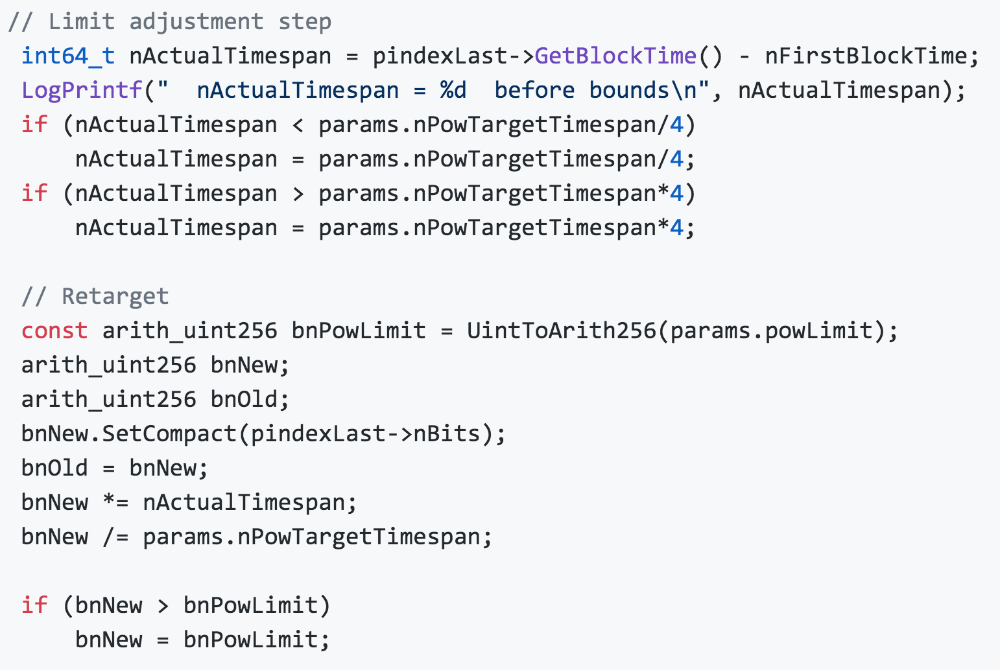 // Limit adjustment step
int64_t nActualTimespan = pindexLast->GetBlockTime() - nFirstBlockTime;
LogPrintf("  nActualTimespan = %d  before bounds\n", nActualTimespan);
if (nActualTimespan < params.nPowTargetTimespan/4)
    nActualTimespan = params.nPowTargetTimespan/4;
if (nActualTimespan > params.nPowTargetTimespan*4)
    nActualTimespan = params.nPowTargetTimespan*4;

// Retarget
const arith_uint256 bnPowLimit = UintToArith256(params.powLimit);
arith_uint256 bnNew;
arith_uint256 bnOld;
bnNew.SetCompact(pindexLast->nBits);
bnOld = bnNew;
bnNew *= nActualTimespan;
bnNew /= params.nPowTargetTimespan;

if (bnNew > bnPowLimit)
    bnNew = bnPowLimit;